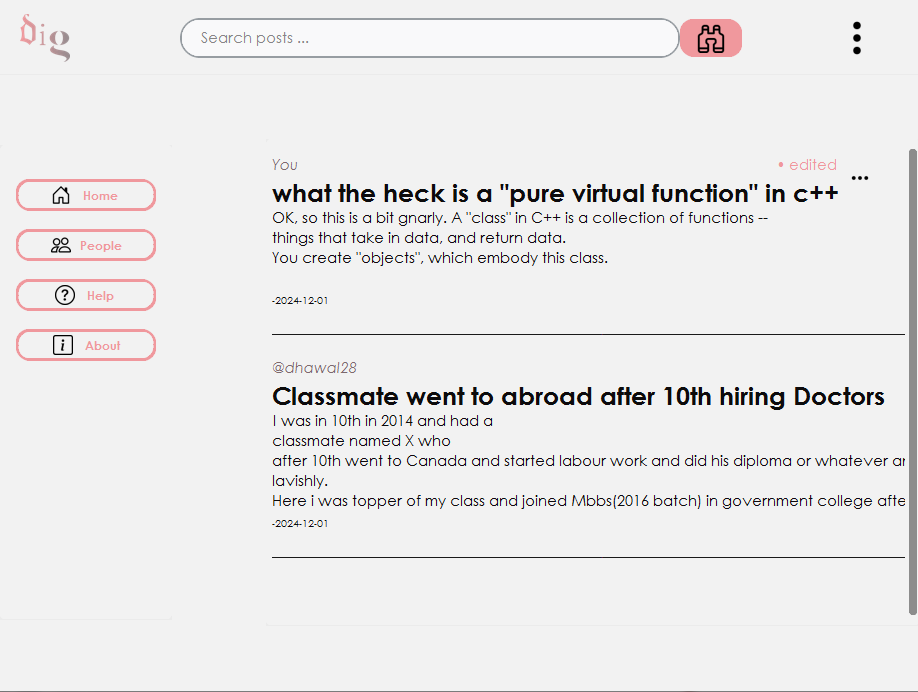 dig
Search posts ...
Home
People
Help
About
You
• edited
what the heck is a "pure virtual function" in c++
OK, so this is a bit gnarly. A "class" in C++ is a collection of functions --
things that take in data, and return data.
You create "objects", which embody this class.
-2024-12-01
@dhawal28
Classmate went to abroad after 10th hiring Doctors
I was in 10th in 2014 and had a
classmate named X who
after 10th went to Canada and started labour work and did his diploma or whatever
lavishly.
Here i was topper of my class and joined Mbbs(2016 batch) in government college
-2024-12-01